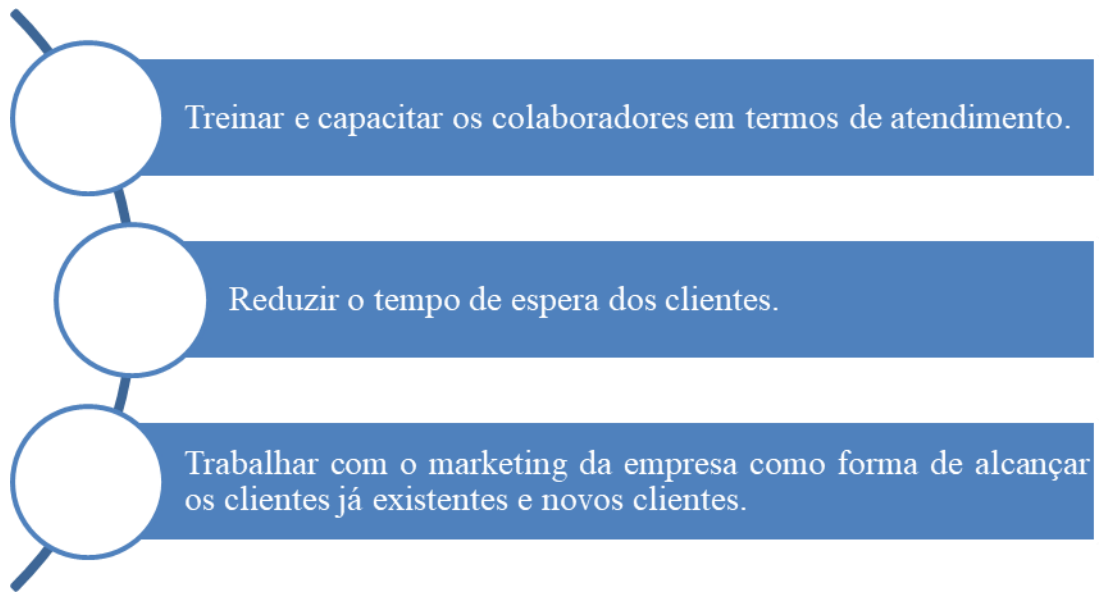 Treinar e capacitar os colaboradores em termos de atendimento.
Reduzir o tempo de espera dos clientes.
Trabalhar com o marketing da empresa como forma de alcançar
os clientes já existentes e novos clientes.